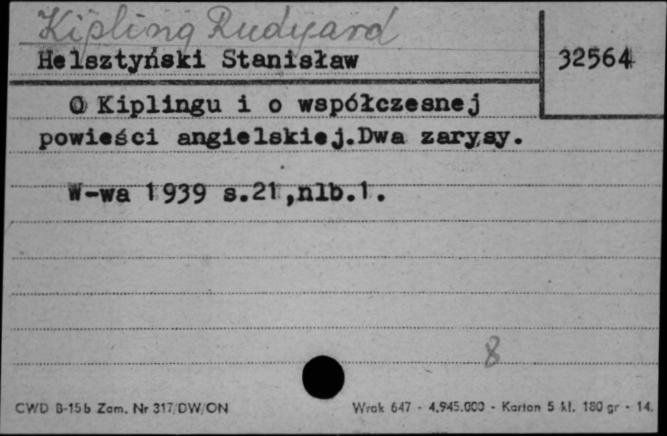 Kipling Rudyard
Helsztyński Stanisław
32564
O Kiplingu i o współczesnej
powieści angielskiej.Dwa zarysy.
W-wa 1939 s.21,nlb.1.
8
CWD B-15b Zam. Nr 317/DW/ON
Wrak 647 - 4.945.000 - Karton 5 kl. 180 gr - 14.